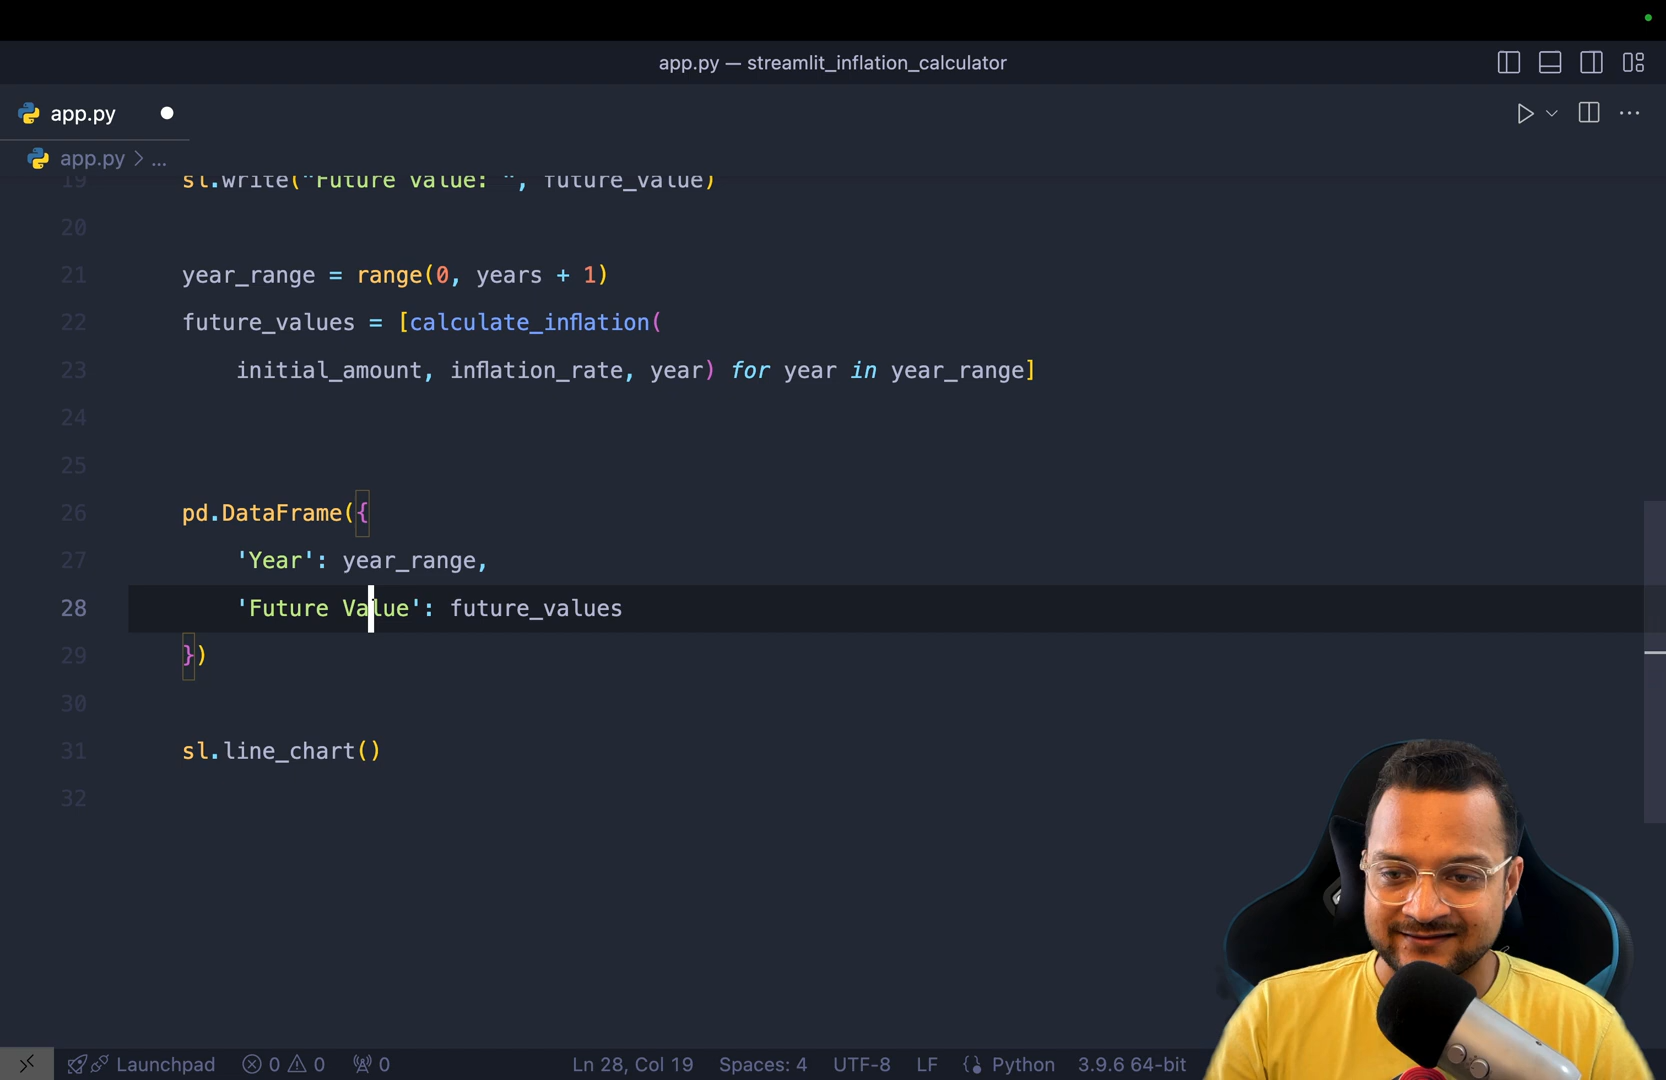 app.py — streamlit_inflation_calculator
app.py
app.py > ...
19 sl.write("Future Value: ", future_value)
20
21 year_range = range(0, years + 1)
22 future_values = [calculate_inflation(
23 initial_amount, inflation_rate, year) for year in year_range]
24
25
26 pd.DataFrame({
27 'Year': year_range,
28 'Future Value': future_values
29 })
30
31 sl.line_chart()
32
Launchpad 0 0 0 Ln 28, Col 19 Spaces: 4 UTF-8 LF Python 3.9.6 64-bit